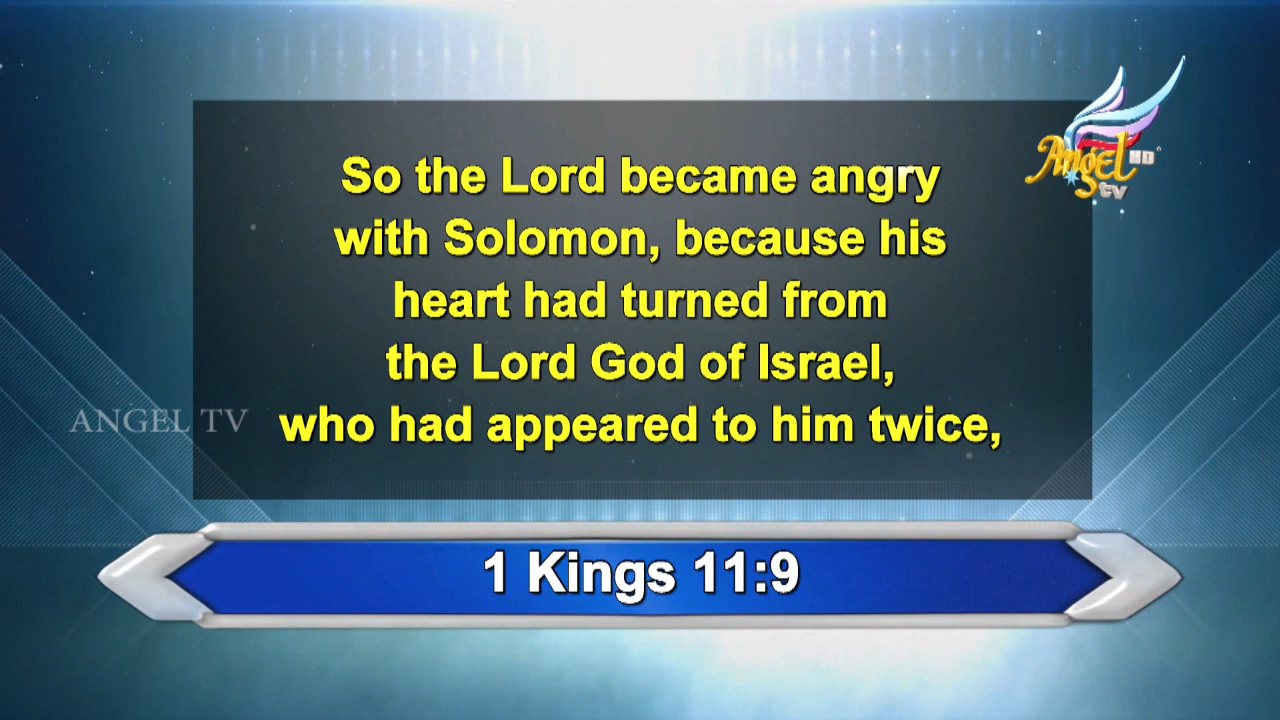 So the Lord became angry
with Solomon, because his
heart had turned from
the Lord God of Israel,
who had appeared to him twice,
1 Kings 11:9
Angel HD
tv
ANGEL TV